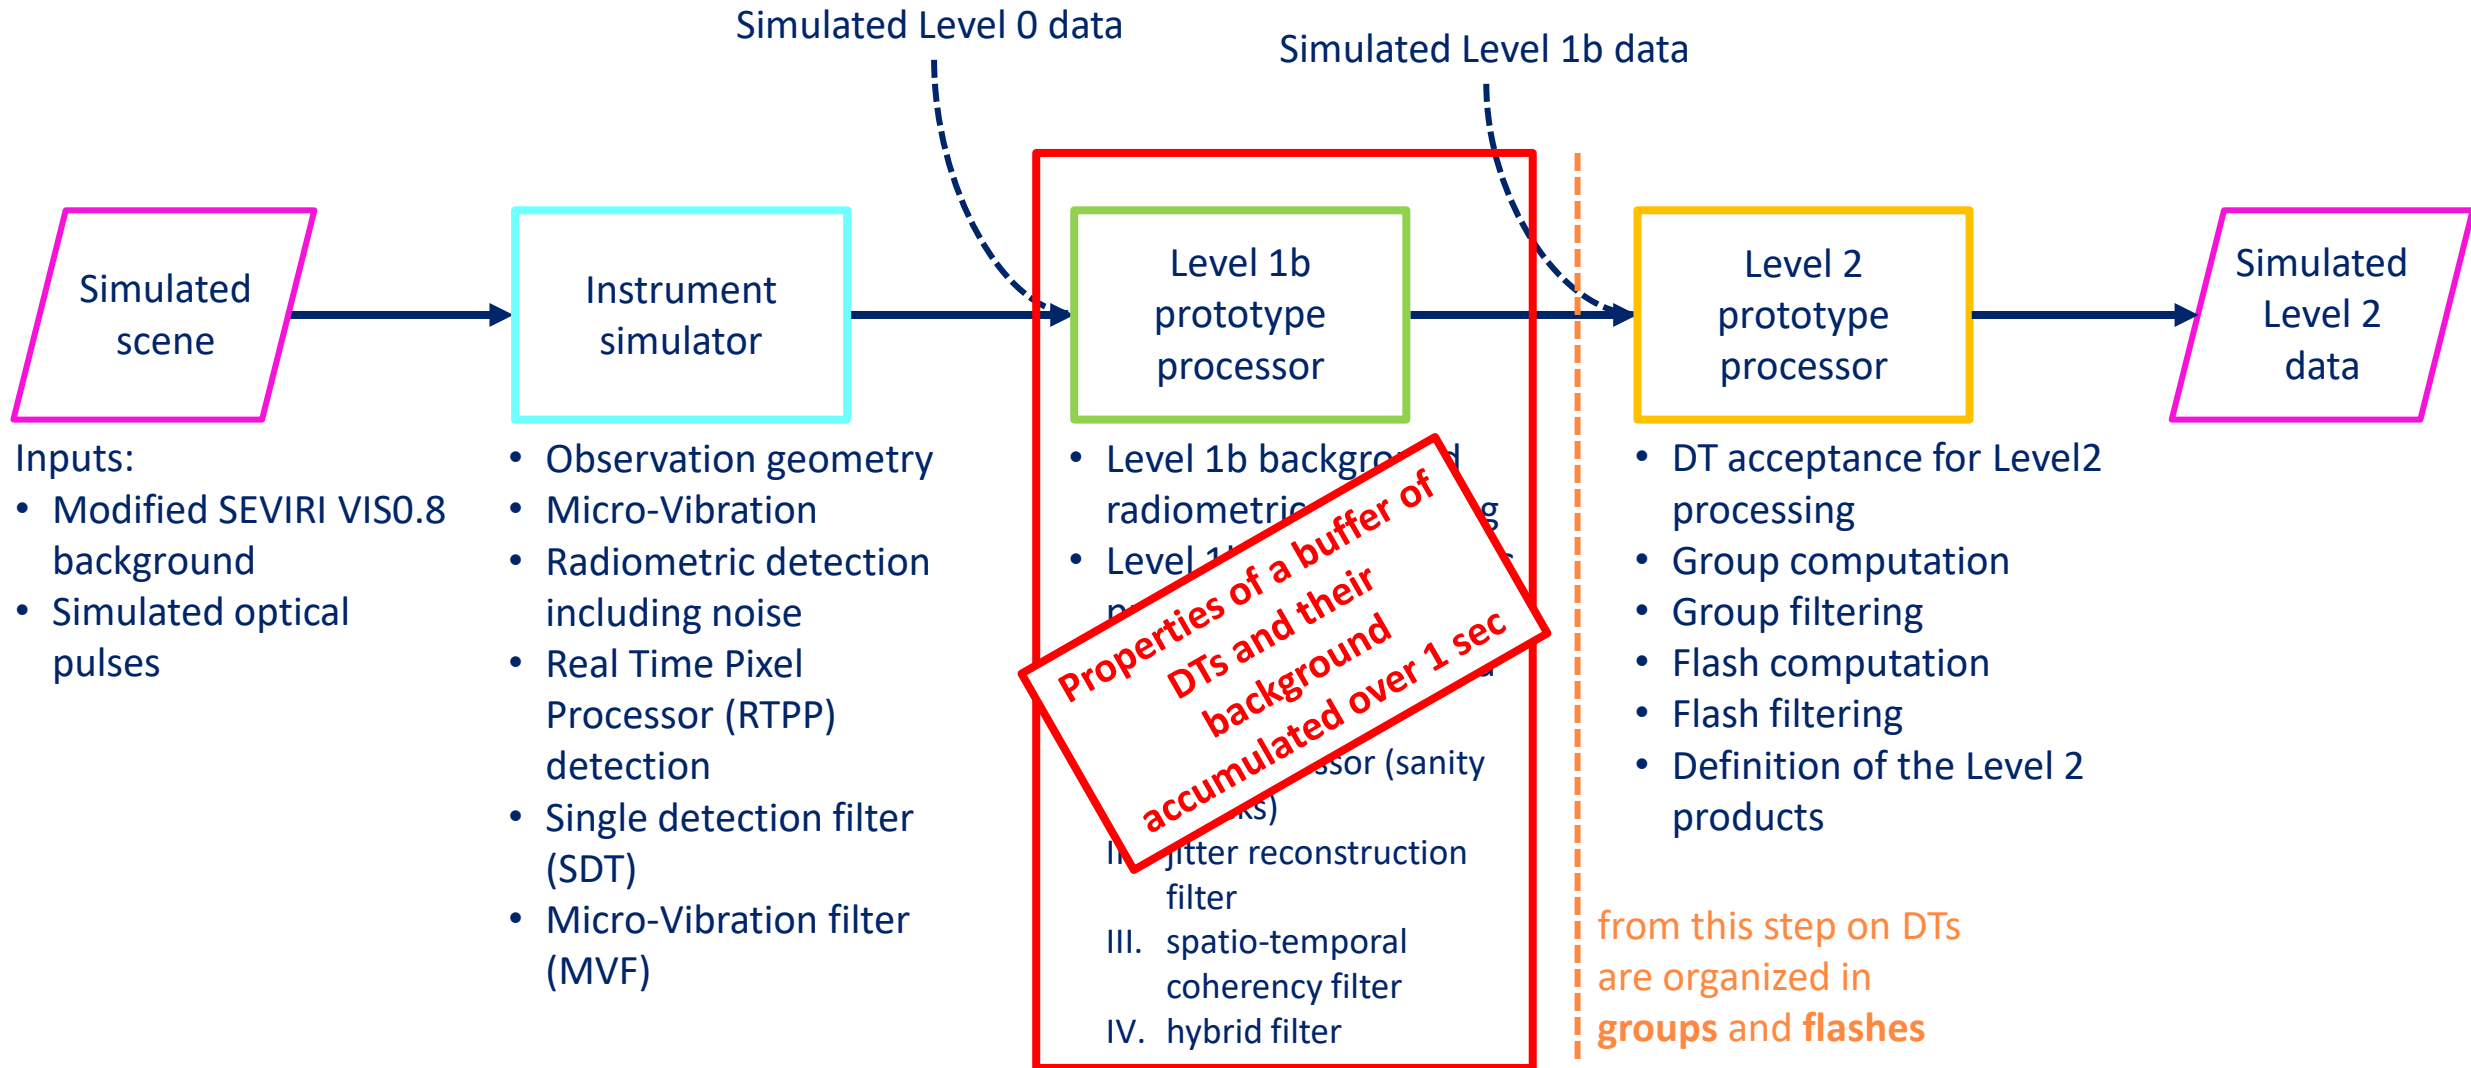 Simulated Level 0 data
Simulated Level 1b data
Simulated
scene
Instrument
simulator
Level 1b
prototype
processor
Level 2
prototype
processor
Simulated
Level 2
data
Inputs:
• Modified SEVIRI VIS0.8
background
• Simulated optical
pulses
• Observation geometry
• Micro-Vibration
• Radiometric detection
including noise
• Real Time Pixel
Processor (RTPP)
detection
• Single detection filter
(SDT)
• Micro-Vibration filter
(MVF)
• Level 1b background
radiometric
• Level
(sanity
jitter reconstruction
filter
III. spatio-temporal
coherency filter
IV. hybrid filter
Properties of a buffer of
DTs and their
background
accumulated over 1 sec
• DT acceptance for Level2
processing
• Group computation
• Group filtering
• Flash computation
• Flash filtering
• Definition of the Level 2
products
from this step on DTs
are organized in
groups and flashes